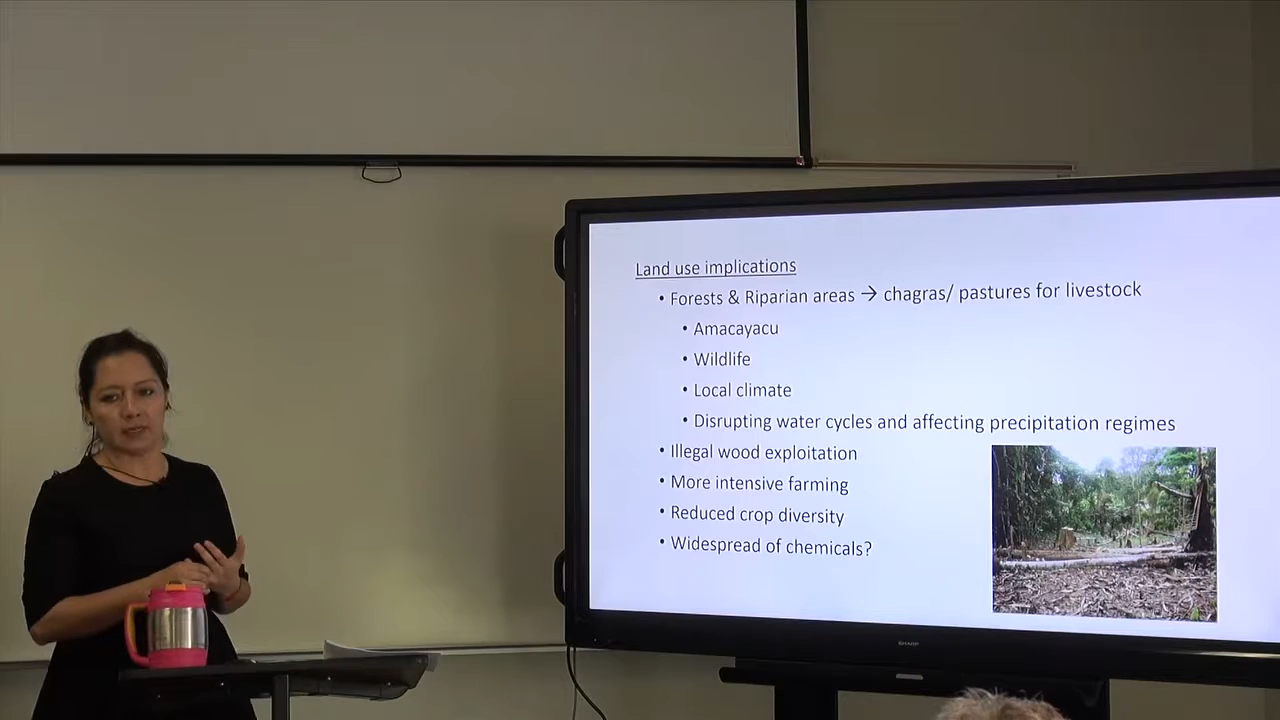 Land use implications
• Forests & Riparian areas → chagras/ pastures for livestock
• Amacayacu
• Wildlife
• Local climate
• Disrupting water cycles and affecting precipitation regimes
• Illegal wood exploitation
• More intensive farming
• Reduced crop diversity
• Widespread of chemicals?
SHARP